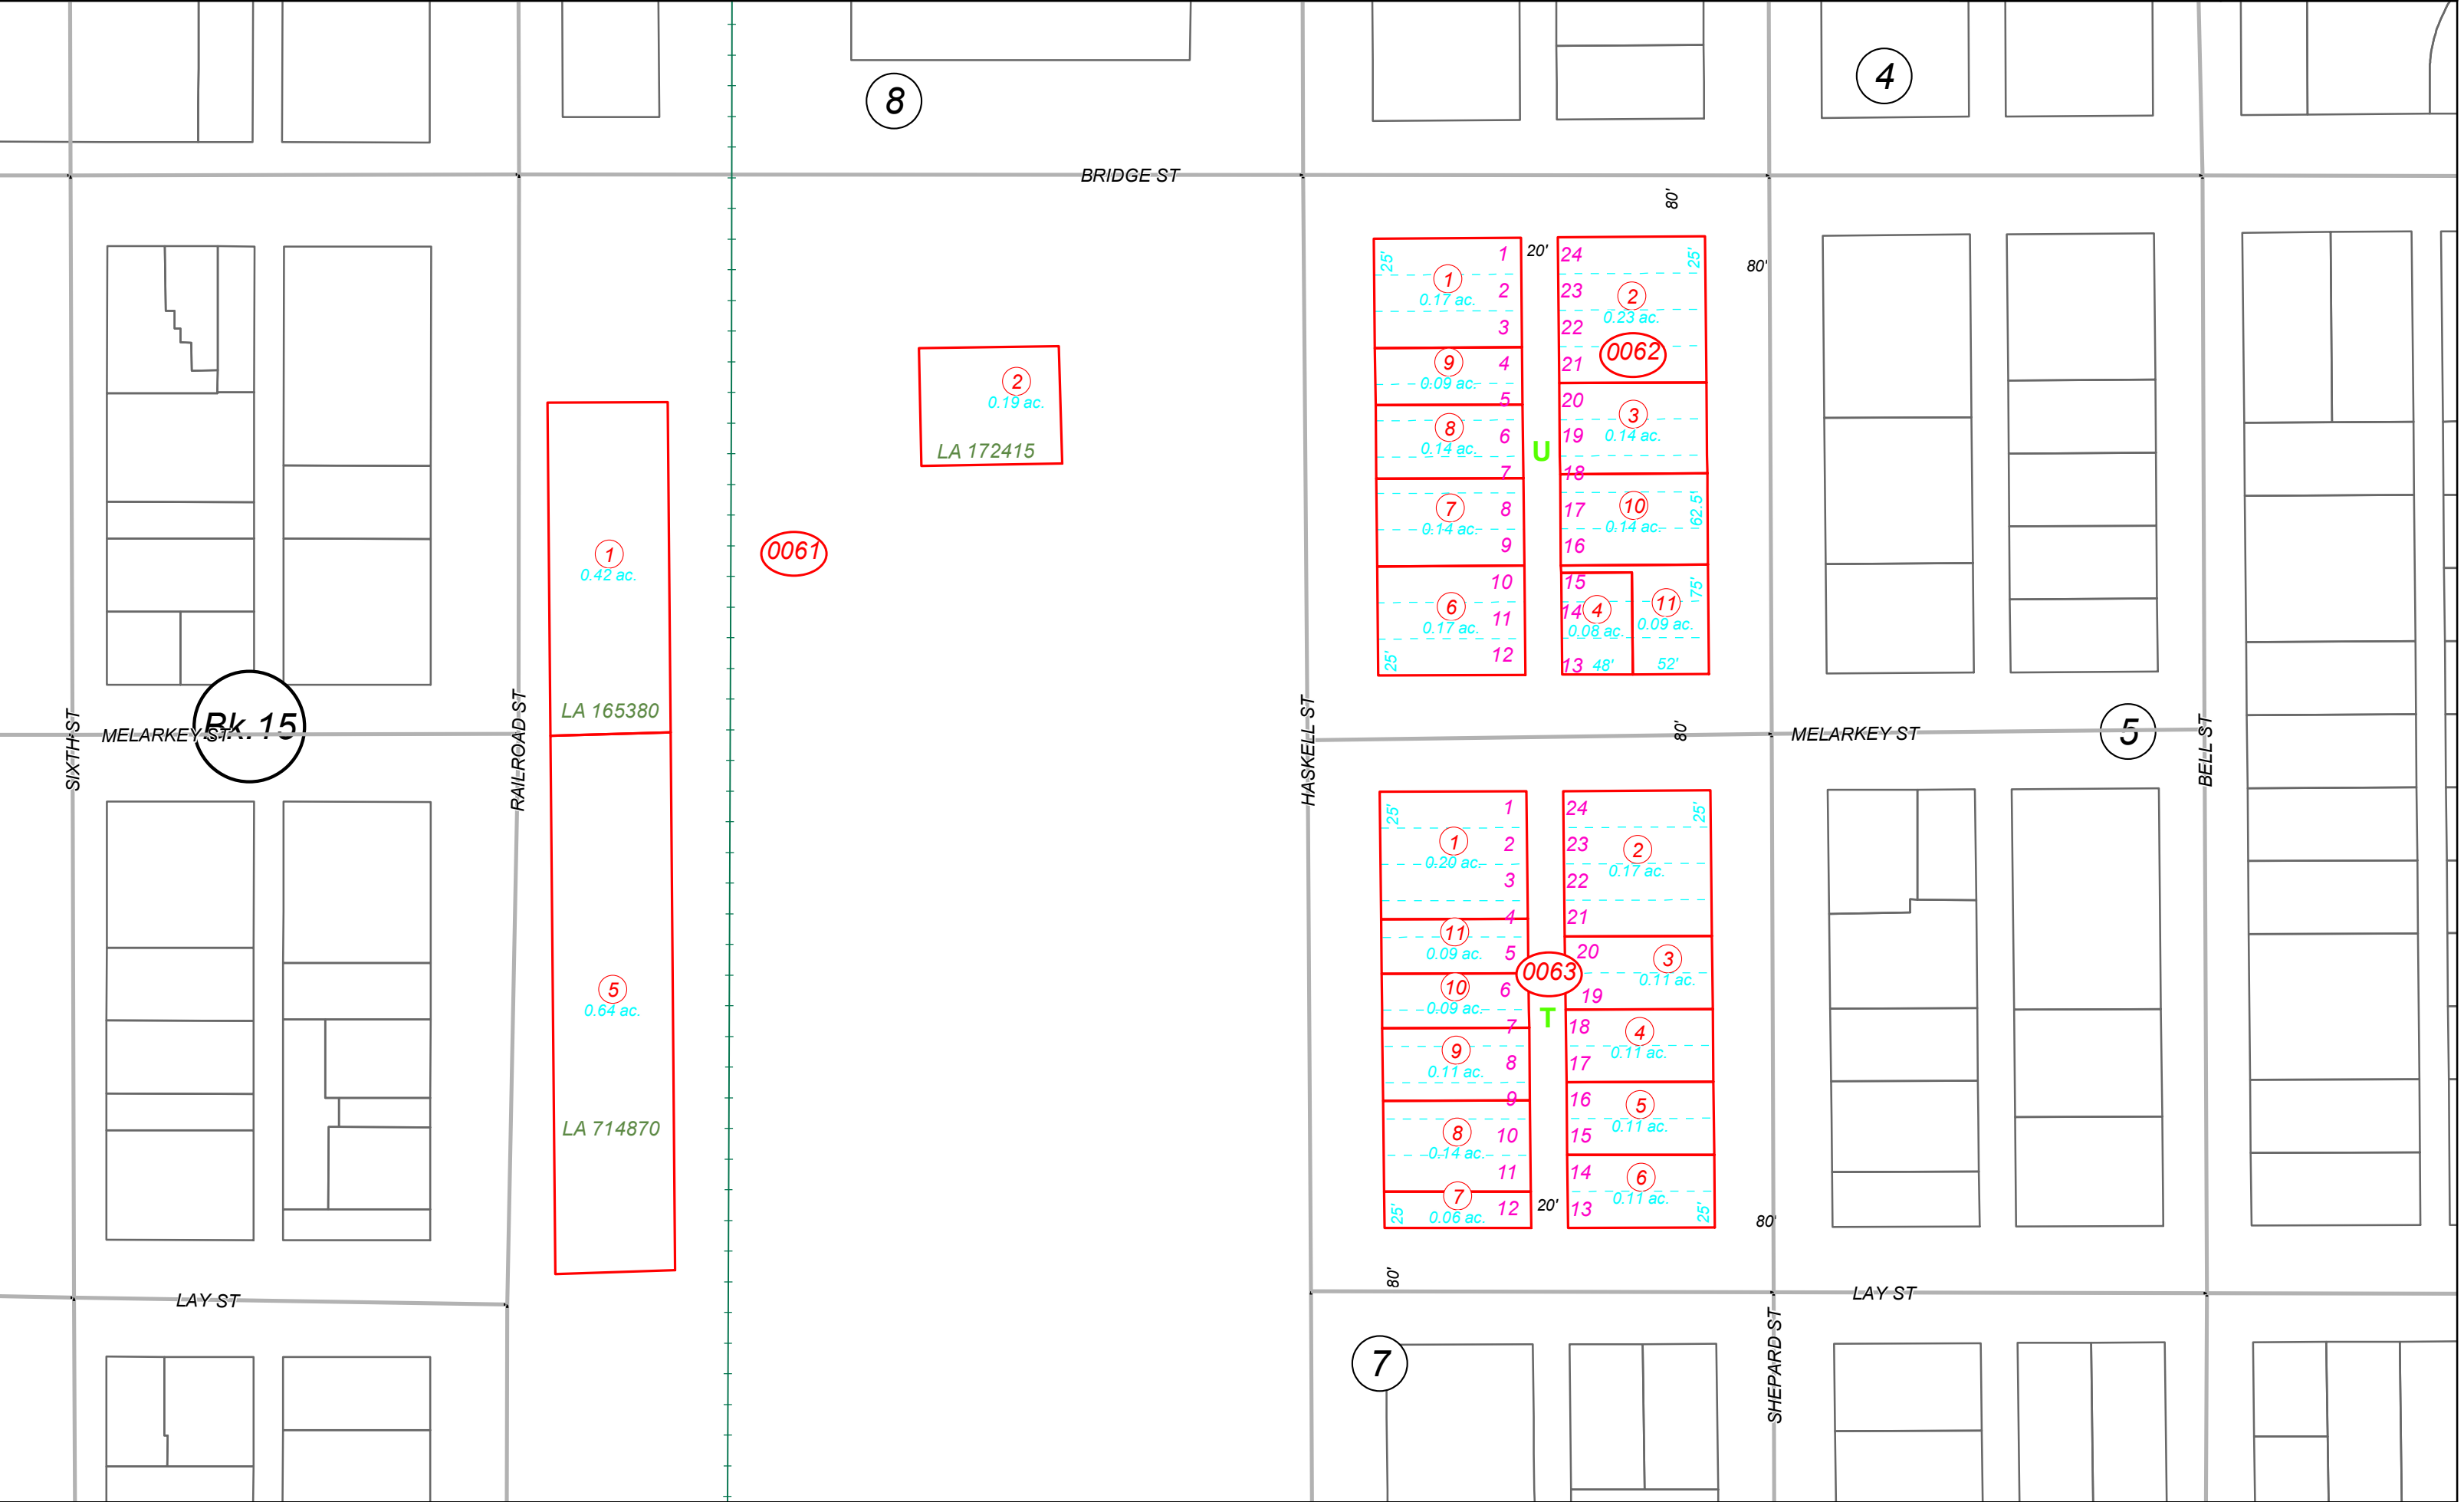 8
4
BRIDGE ST
80'
80'
20'
25'
1
1
0.17 ac.
2
3
9
4
0.09 ac.
5
8
6
0.14 ac.
7
7
8
0.14 ac.
9
10
6
11
0.17 ac.
12
25'
U
24
25'
23
2
0.23 ac.
22
0062
21
20
3
19
0.14 ac.
18
10
17
0.14 ac.
62.5'
16
15
75'
14
4
0.08 ac.
11
0.09 ac.
13
48'
52'
2
0.19 ac.
LA 172415
0061
1
0.42 ac.
LA 165380
5
0.64 ac.
LA 714870
Bk.15
MELARKEY ST
SIXTH ST
RAILROAD ST
HASKELL ST
80'
MELARKEY ST
5
BELL ST
25'
1
1
2
0.20 ac.
3
4
11
5
0.09 ac.
10
6
0.09 ac.
7
9
8
0.11 ac.
9
8
10
0.14 ac.
11
7
12
0.06 ac.
25'
20'
0063
T
24
25'
23
2
0.17 ac.
22
21
20
3
0.11 ac.
19
18
4
0.11 ac.
17
16
5
0.11 ac.
15
14
6
0.11 ac.
13
25'
80'
80'
LAY ST
LAY ST
SHEPARD ST
7